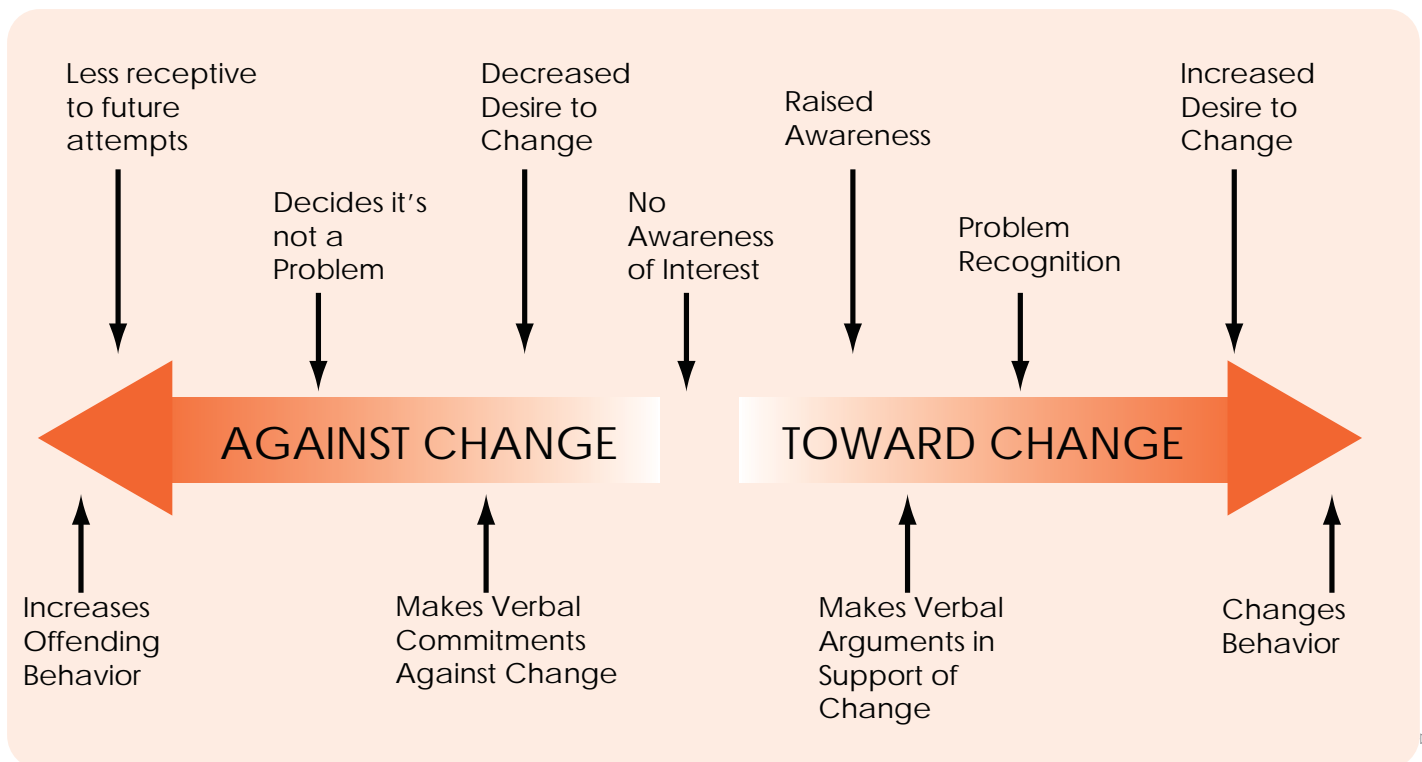 Less receptive
to future
attempts
Decreased
Desire to
Change
Raised
Awareness
Increased
Desire to
Change
Decides it's
not a
Problem
No
Awareness
of Interest
Problem
Recognition
AGAINST CHANGE
TOWARD CHANGE
Increases
Offending
Behavior
Makes Verbal
Commitments
Against Change
Makes Verbal
Arguments in
Support of
Change
Changes
Behavior